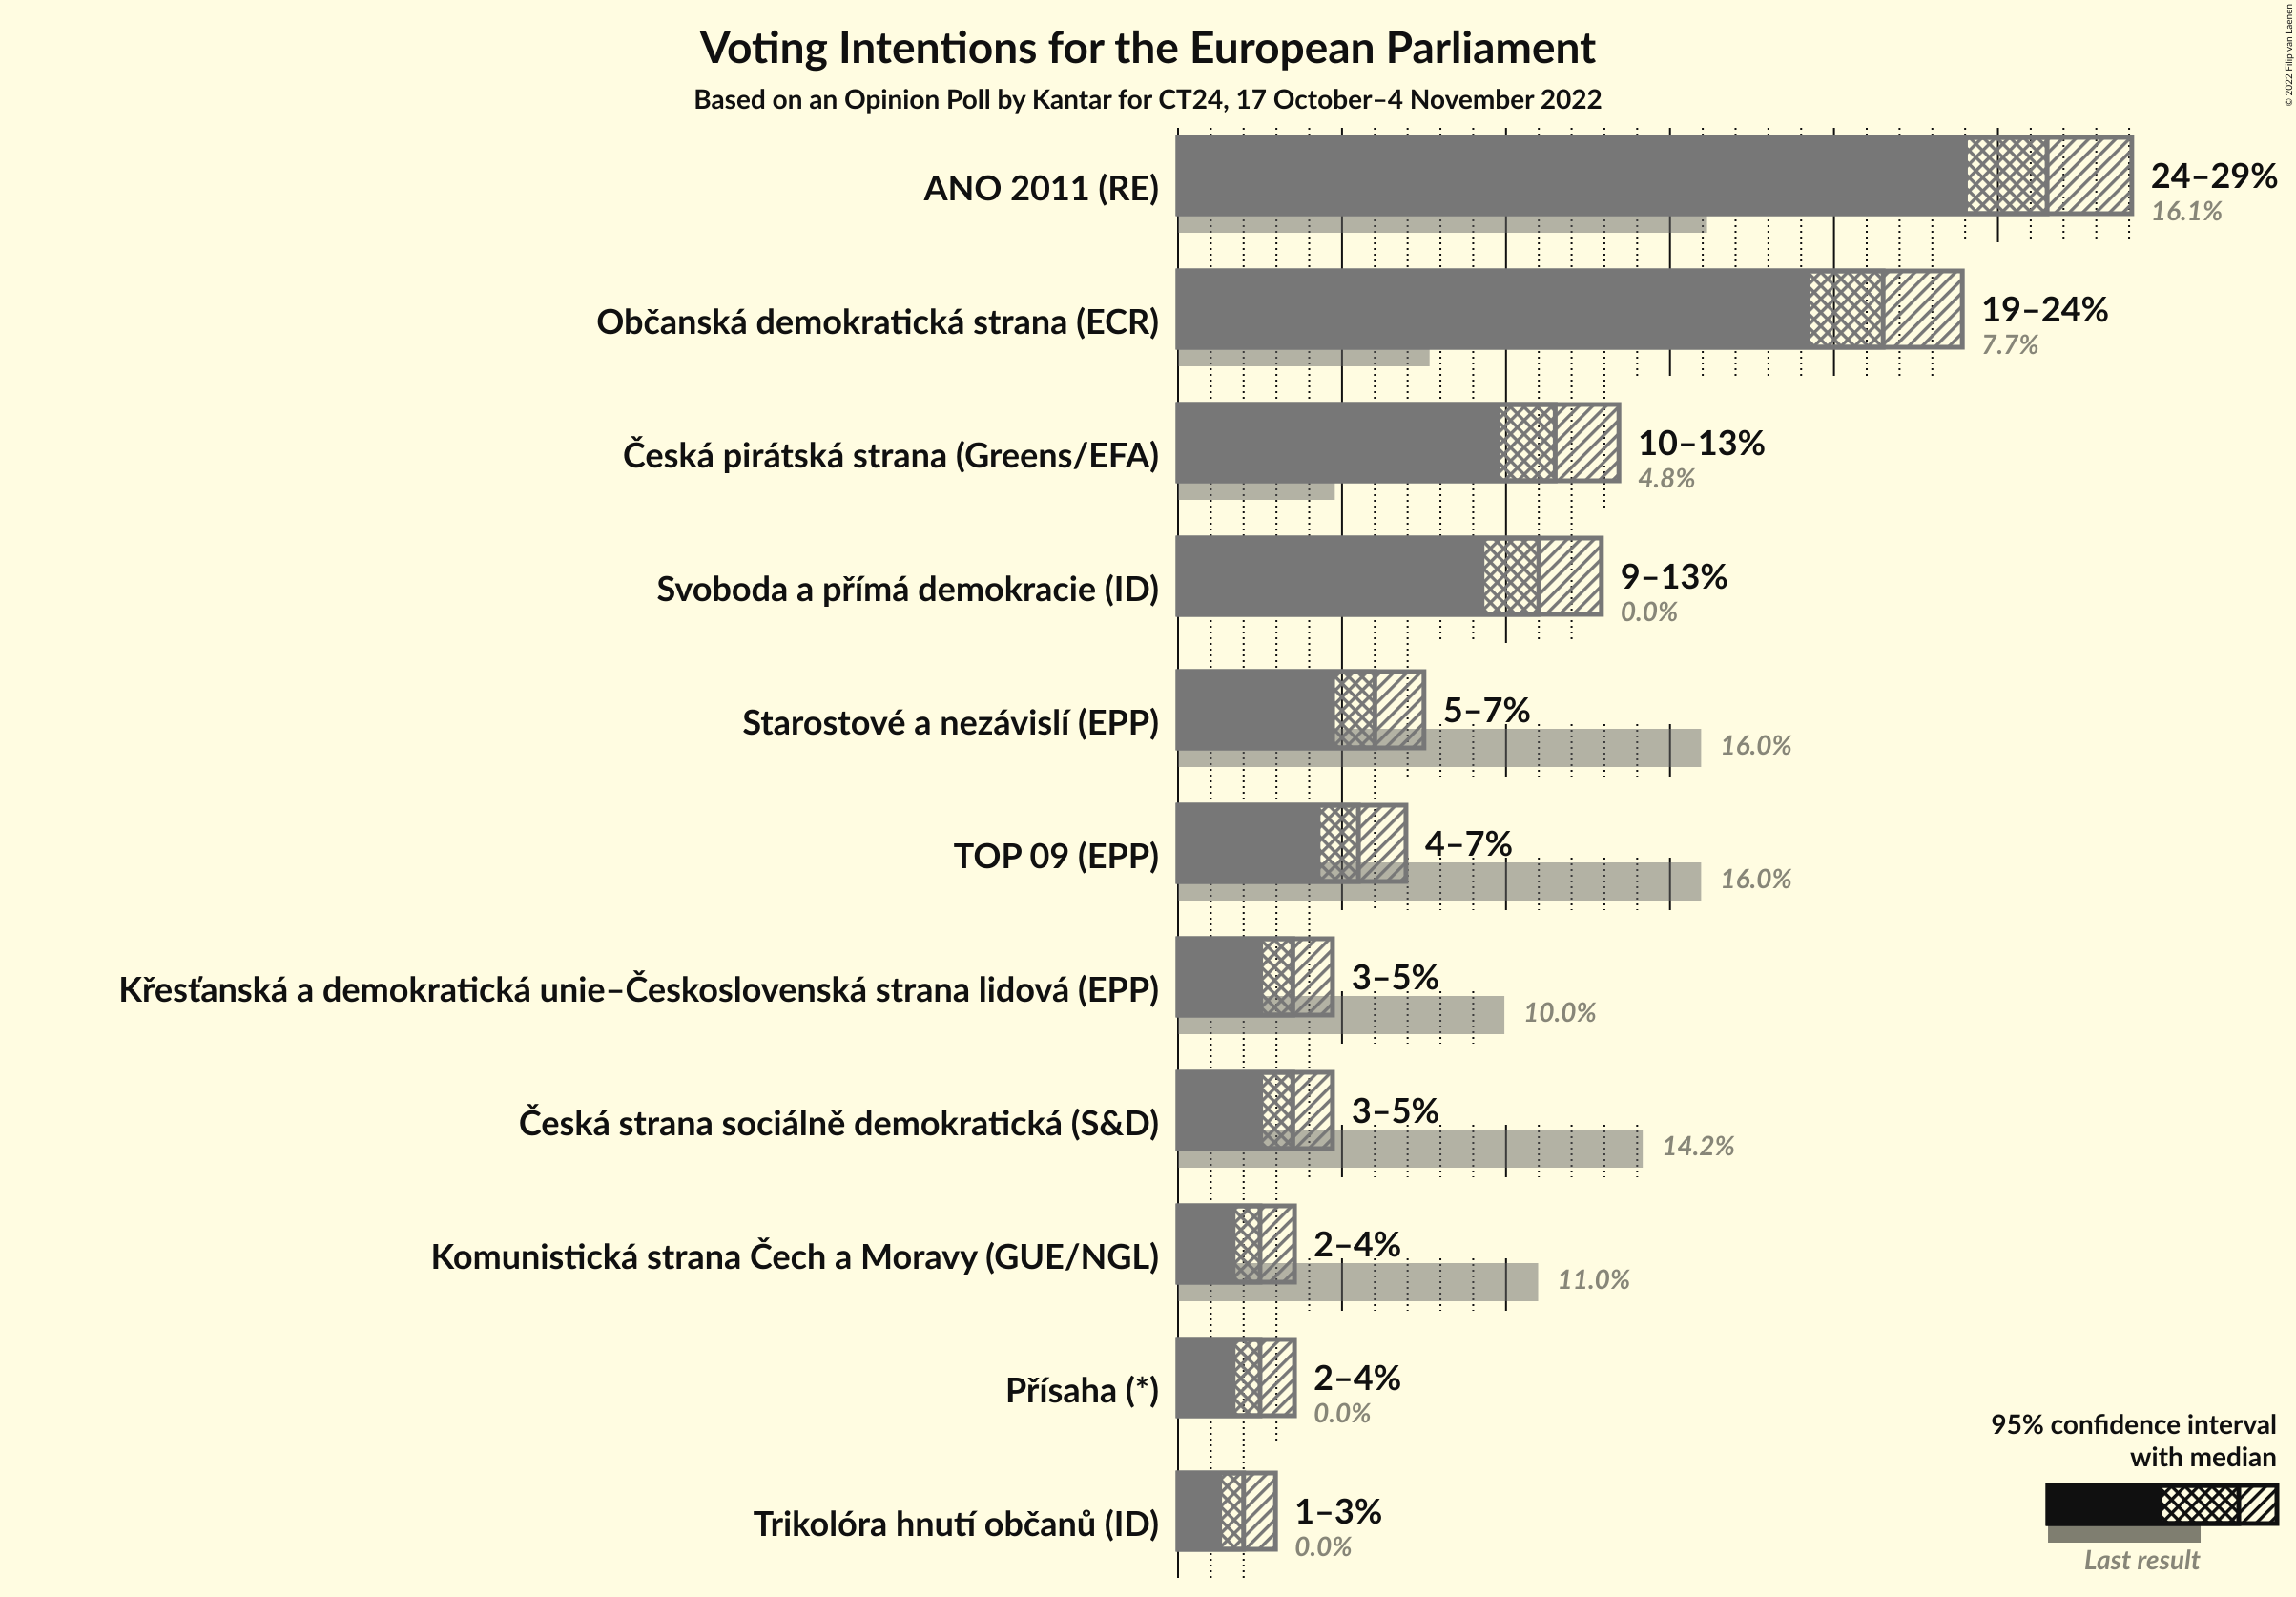 Voting Intentions for the European Parliament
Based on an Opinion Poll by Kantar for CT24, 17 October–4 November 2022
© 2022 Filip van Laenen
ANO 2011 (RE)
24–29%
16.1%
Občanská demokratická strana (ECR)
19–24%
7.7%
Česká pirátská strana (Greens/EFA)
10–13%
4.8%
Svoboda a přímá demokracie (ID)
9–13%
0.0%
Starostové a nezávislí (EPP)
5–7%
16.0%
TOP 09 (EPP)
4–7%
16.0%
Křesťanská a demokratická unie–Československá strana lidová (EPP)
3–5%
10.0%
Česká strana sociálně demokratická (S&D)
3–5%
14.2%
Komunistická strana Čech a Moravy (GUE/NGL)
2–4%
11.0%
Přísaha (*)
2–4%
0.0%
Trikolóra hnutí občanů (ID)
1–3%
0.0%
95% confidence interval
with median
Last result